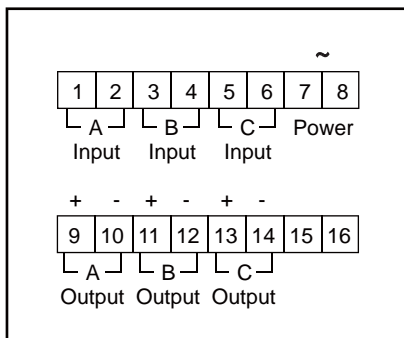 ~
1 2 3 4 5 6 7 8
A B C Power
Input Input Input
+ - + - + -
9 10 11 12 13 14 15 16
A B C
Output Output Output